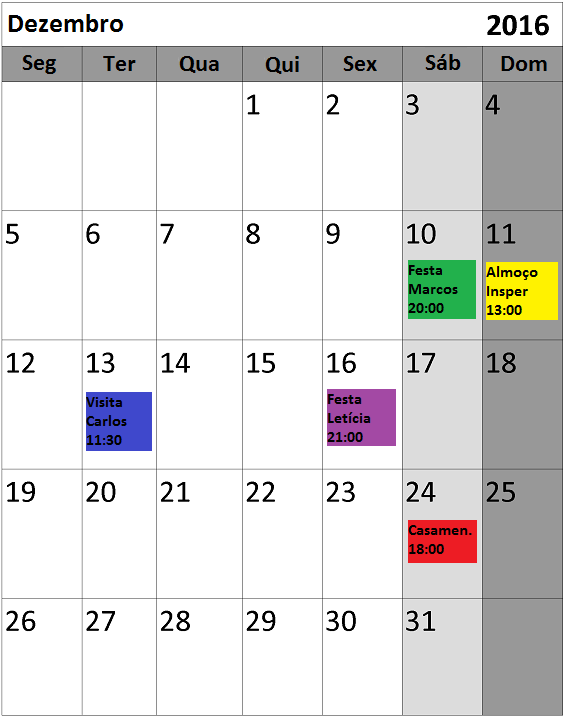 Dezembro 2016
Seg Ter Qua Qui Sex Sáb Dom
1 2 3 4
5 6 7 8 9 10 11
Festa
Marcos
20:00
Almoço
Insper
13:00
12 13 14 15 16 17 18
Visita
Carlos
11:30
Festa
Letícia
21:00
19 20 21 22 23 24 25
Casamen.
18:00
26 27 28 29 30 31